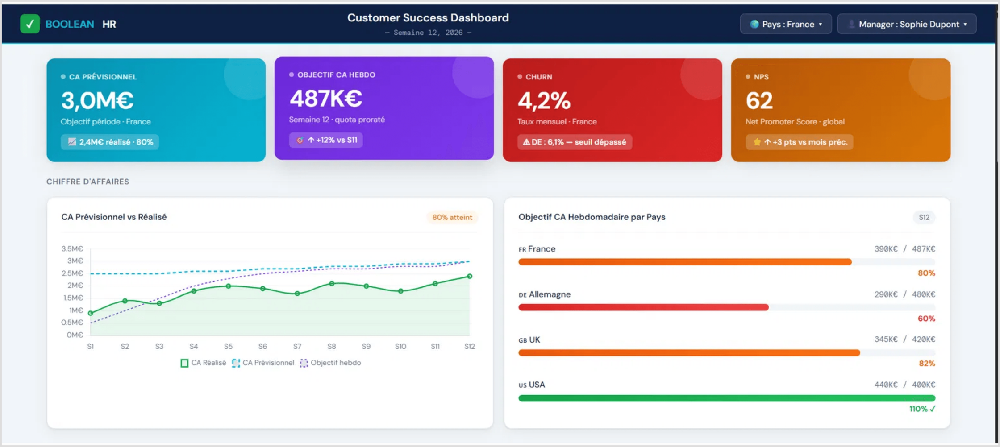 ✓ BOOLEAN HR
Customer Success Dashboard
— Semaine 12, 2026 —
Pays : France ▾
Manager : Sophie Dupont ▾
CA PRÉVISIONNEL
3,0M€
Objectif période · France
2,4M€ réalisé · 80%
OBJECTIF CA HEBDO
487K€
Semaine 12 · quota proraté
↑ +12% vs S11
CHURN
4,2%
Taux mensuel · France
⚠ DE : 6,1% — seuil dépassé
NPS
62
Net Promoter Score · global
↑ +3 pts vs mois préc.
CHIFFRE D'AFFAIRES
CA Prévisionnel vs Réalisé
80% atteint
3.5M€
3M€
2.5M€
2M€
1.5M€
1M€
0.5M€
0M€
S1 S2 S3 S4 S5 S6 S7 S8 S9 S10 S11 S12
CA Réalisé CA Prévisionnel Objectif hebdo
Objectif CA Hebdomadaire par Pays
S12
FR France 390K€ / 487K€
80%
DE Allemagne 290K€ / 480K€
60%
GB UK 345K€ / 420K€
82%
US USA 440K€ / 400K€
110% ✓